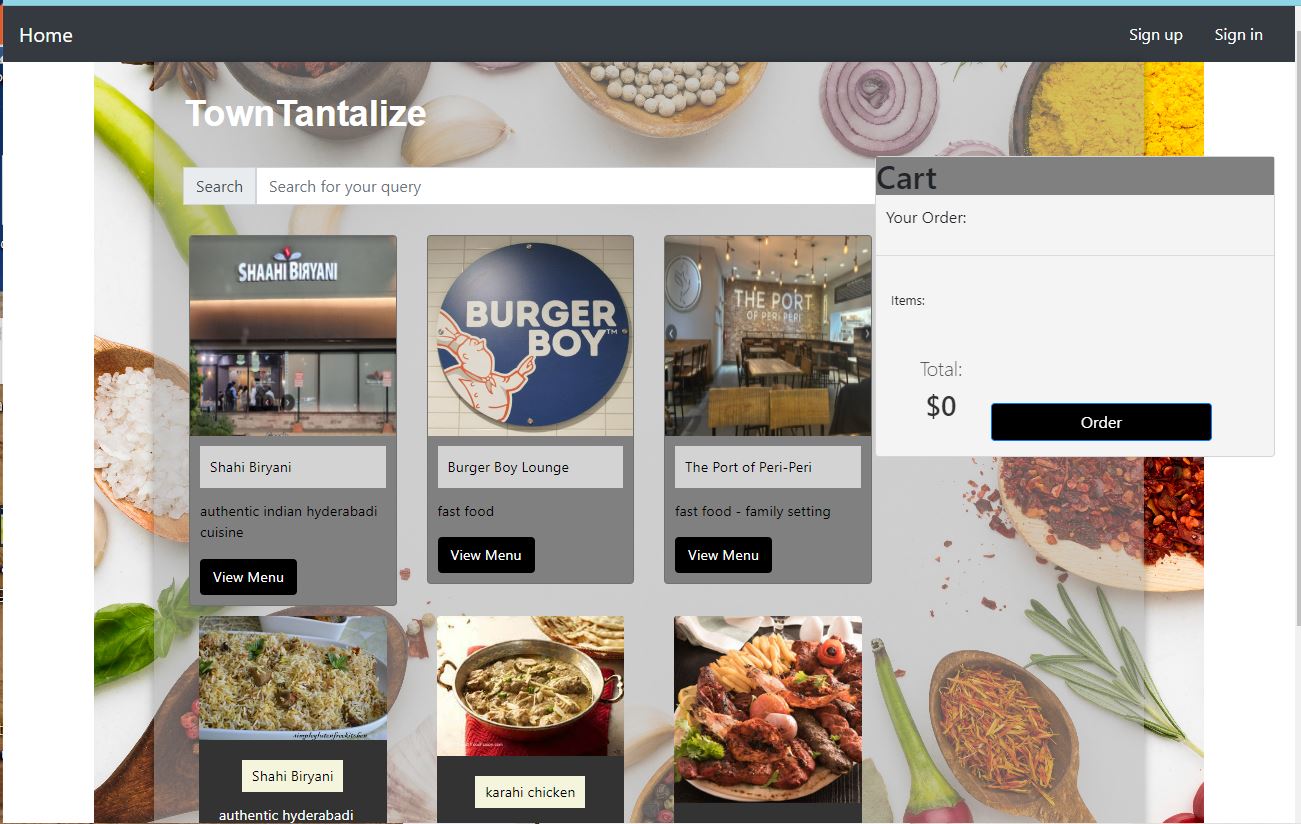 Home
Sign up
Sign in
TownTantalize
Search
Search for your query
Cart
Your Order:
Items:
Total:
$0
Order
SHAAHI BIRYANI
BURGER
BOY™
THE PORT
OF PERI PERI
Shahi Biryani
authentic indian hyderabadi
cuisine
View Menu
Burger Boy Lounge
fast food
View Menu
The Port of Peri-Peri
fast food - family setting
View Menu
simplyglutenfreekitchen
Shahi Biryani
authentic hyderabadi
karahi chicken